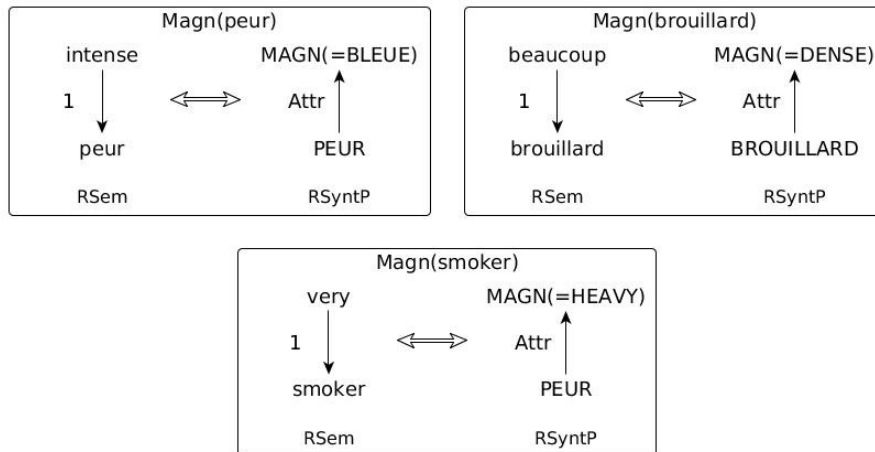 Magn(peur)
intense MAGN(=BLEUE)
1 Attr
peur PEUR
RSem RSyntP
Magn(brouillard)
beaucoup MAGN(=DENSE)
1 Attr
brouillard BROUILLARD
RSem RSyntP
Magn(smoker)
very MAGN(=HEAVY)
1 Attr
smoker PEUR
RSem RSyntP